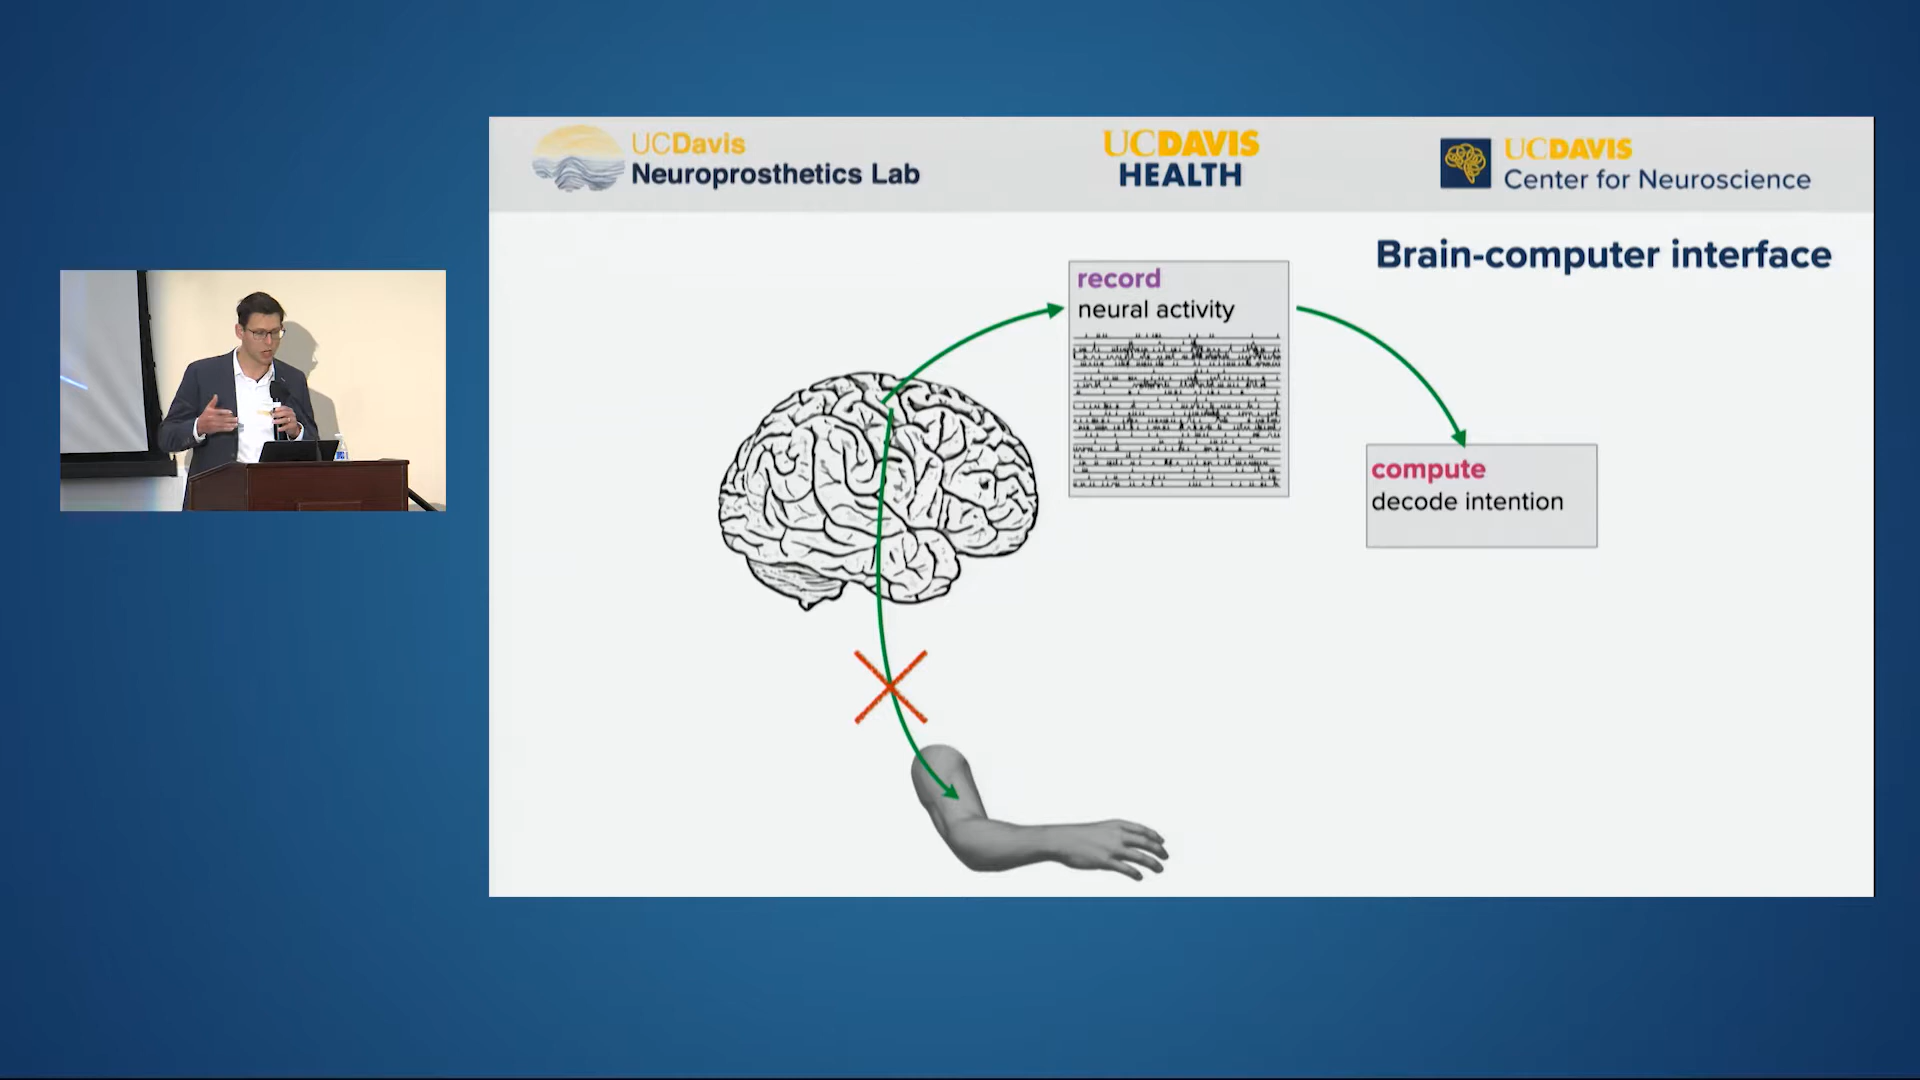 UCDavis
Neuroprosthetics Lab
UCDAVIS
HEALTH
UCDAVIS
Center for Neuroscience
Brain-computer interface
record
neural activity
compute
decode intention